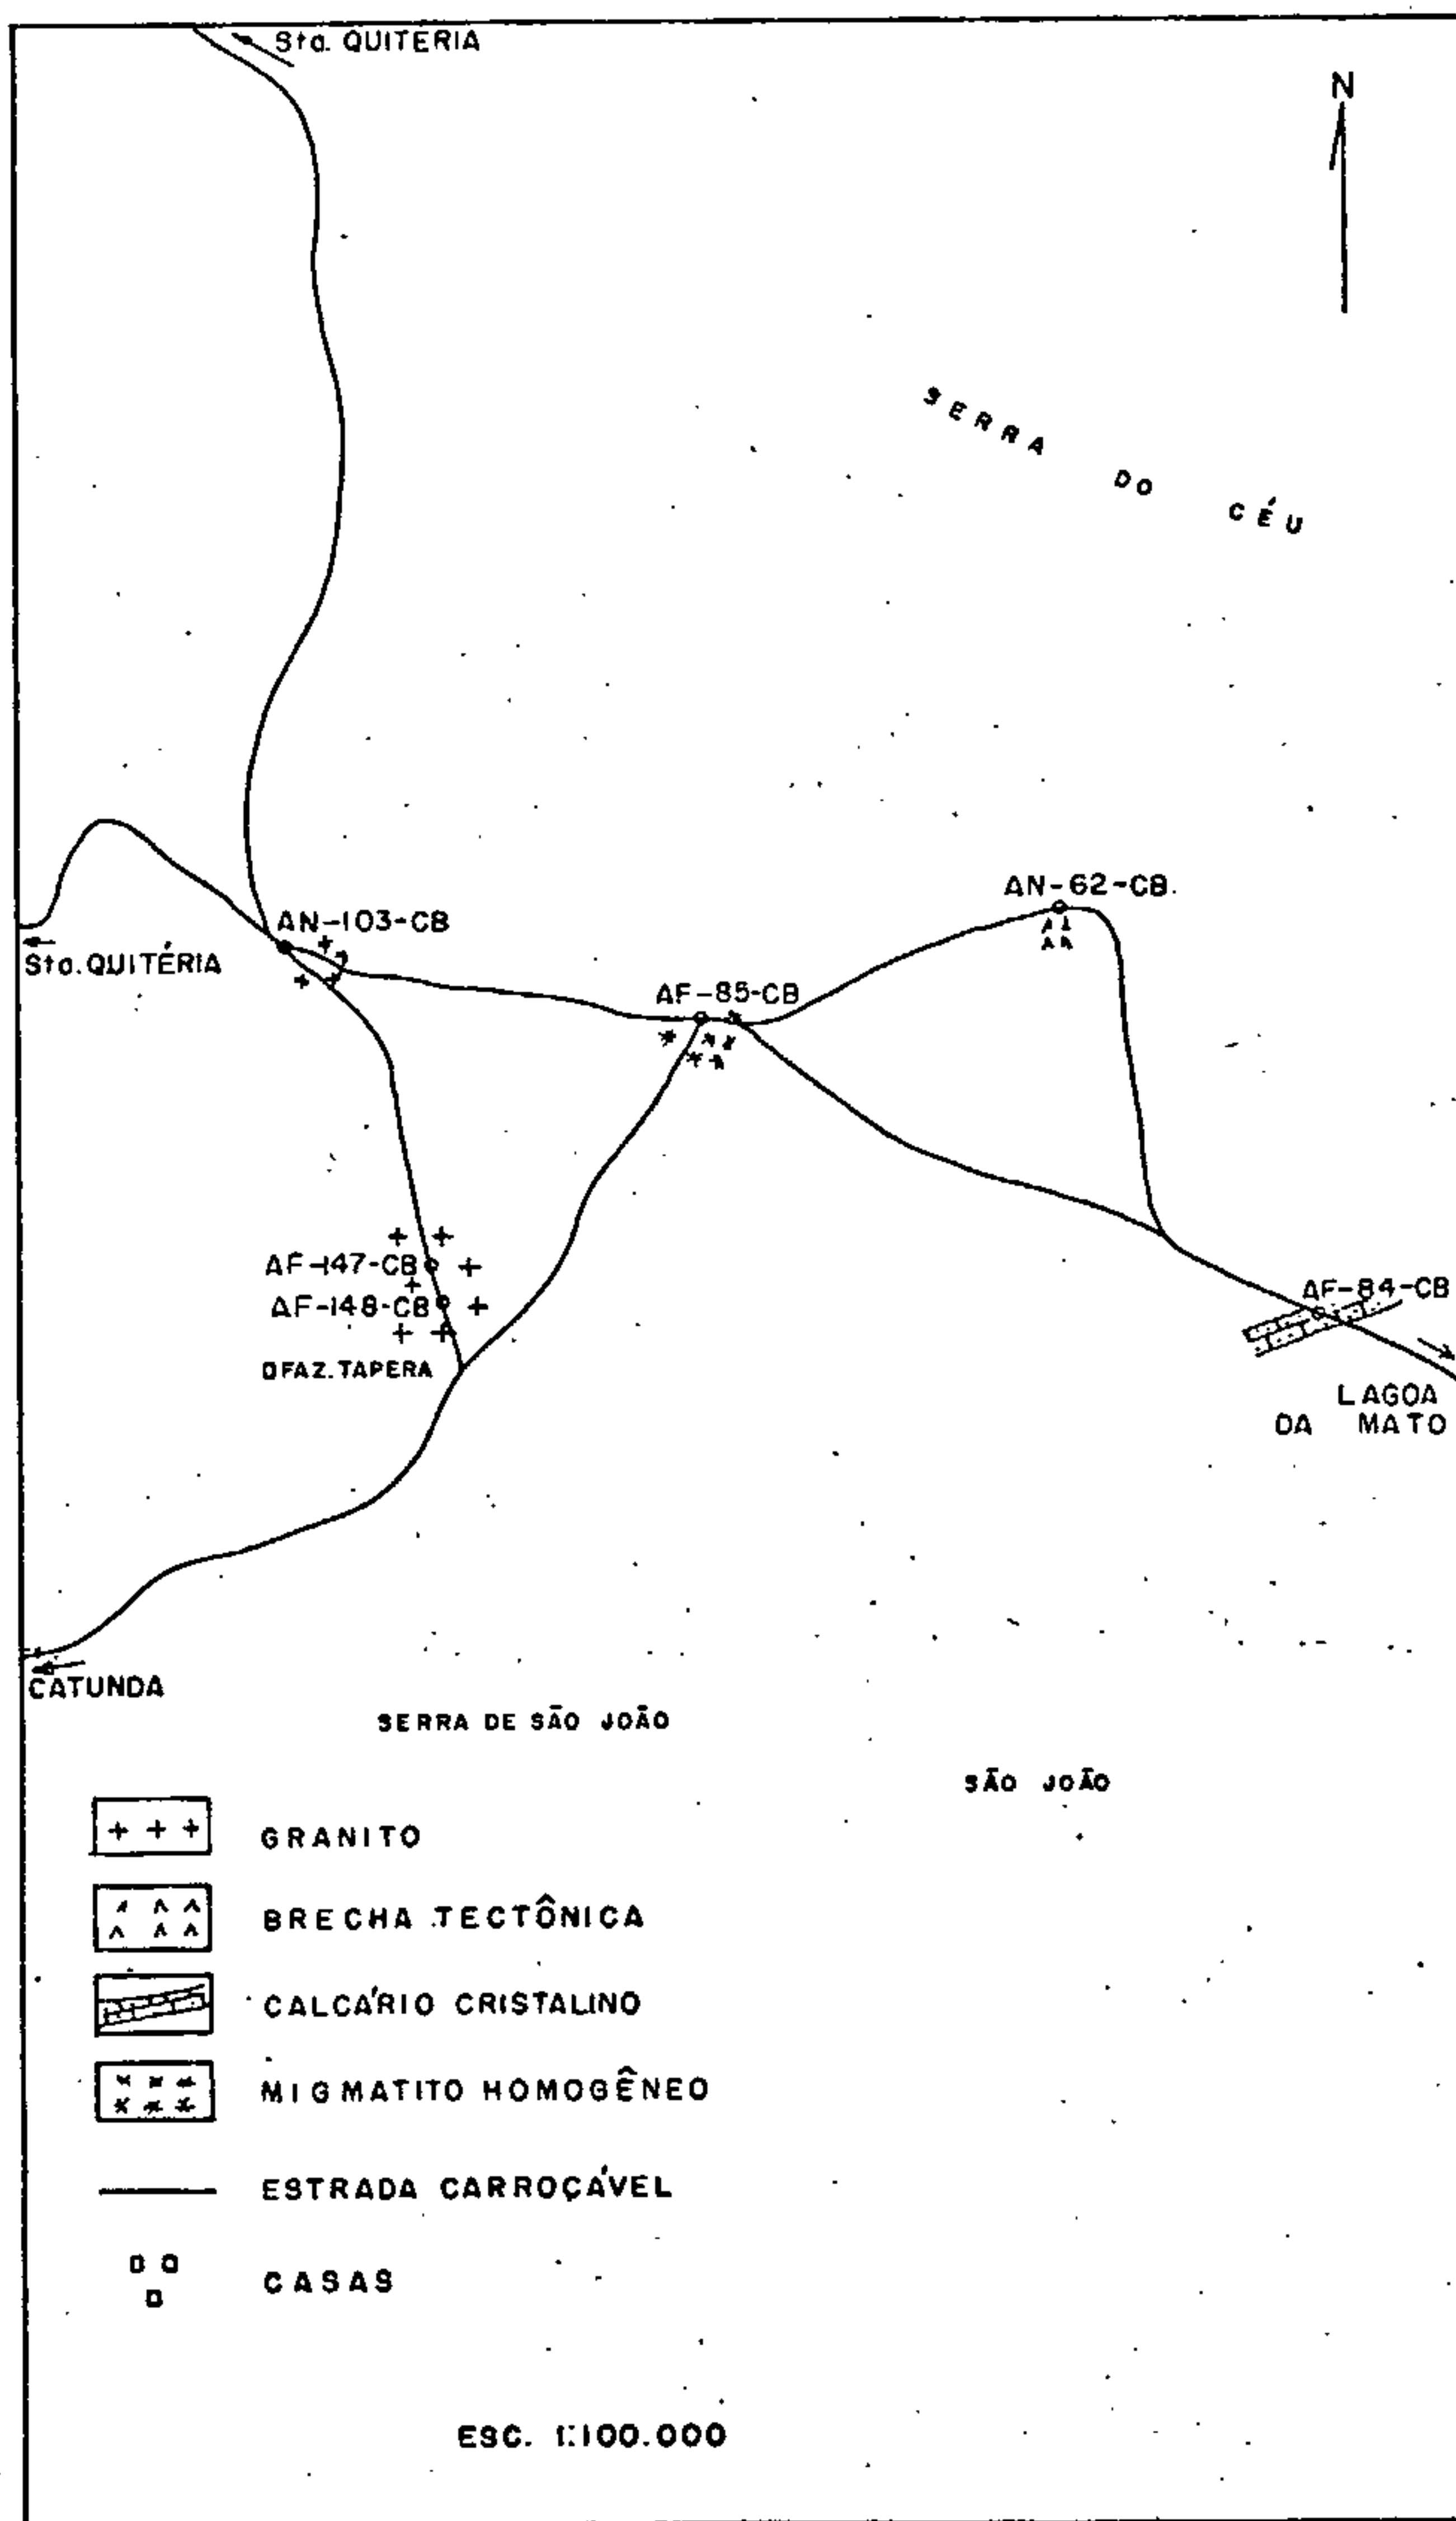 Sta. QUITERIA
N
SERRA DO CÉU
AN-62-CB.
AN-103-CB
Sta. QUITÉRIA
AF-85-CB
AF-147-CB
AF-148-CB
AF-84-CB
FAZ. TAPERA
LAGOA
DA MATO
CATUNDA
SERRA DE SÃO JOÃO
SÃO JOÃO
GRANITO
BRECHA TECTÔNICA
CALCÁRIO CRISTALINO
MIGMATITO HOMOGÊNEO
ESTRADA CARROÇÁVEL
CASAS
ESC. 1:100.000